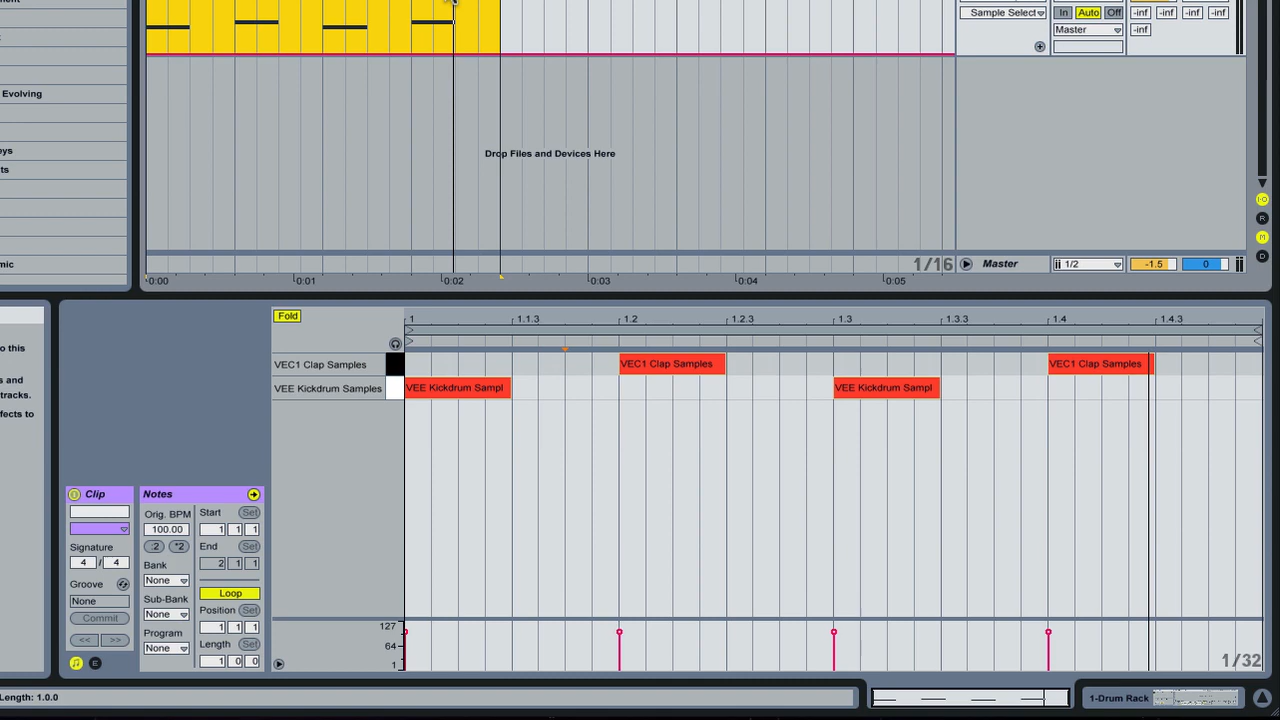 Sample Select
In Auto Off
-inf -inf -inf -inf
Master
-inf
Evolving
Drop Files and Devices Here
1/16
Master
1/2
-1.5
0
0:00 0:01 0:02 0:03 0:04 0:05
o this
s and
tracks.
fects to
Fold
1 1.1.3 1.2 1.2.3 1.3 1.3.3 1.4 1.4.3
VEC1 Clap Samples
VEC1 Clap Samples
VEC1 Clap Samples
VEE Kickdrum Samples
VEE Kickdrum Sampl
VEE Kickdrum Sampl
Clip
Signature
4 / 4
Groove
None
Commit
<< >>
E
Notes
Orig. BPM
100.00
:2 *2
Bank
None
Sub-Bank
None
Program
None
Start Set
1 1 1
End Set
2 1 1
Loop
Position Set
1 1 1
Length Set
1 0 0
127
64
1
1/32
Length: 1.0.0
1-Drum Rack